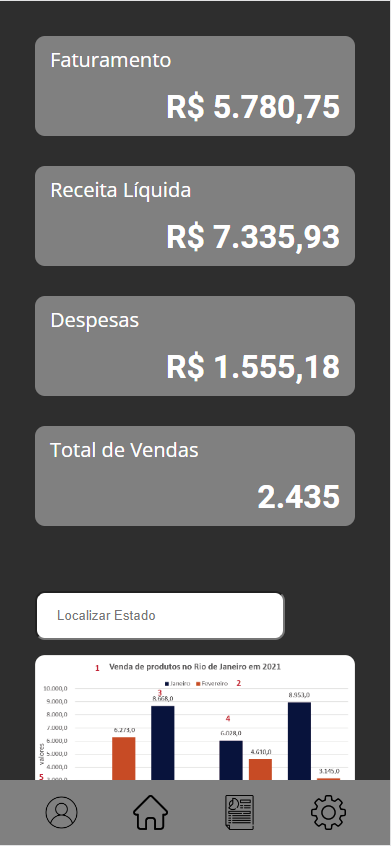 Faturamento
R$ 5.780,75
Receita Líquida
R$ 7.335,93
Despesas
R$ 1.555,18
Total de Vendas
2.435
Localizar Estado
1 Venda de produtos no Rio de Janeiro em 2021
Janeiro Fevereiro 2
10.000,0
3
9.000,0
8.668,0
8.953,0
8.000,0
4
7.000,0
6.273,0
6.028,0
6.000,0
4.610,0
5.000,0
valores
4.000,0
3.145,0
5